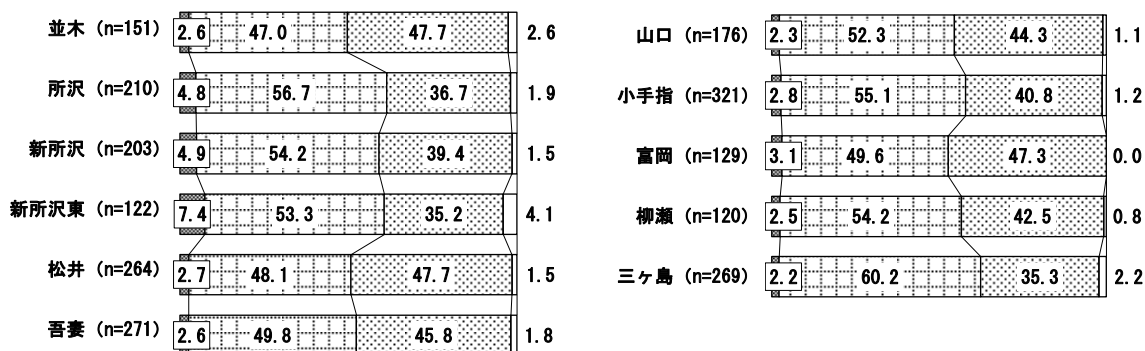 並木 (n=151) 2.6 47.0 47.7 2.6
所沢 (n=210) 4.8 56.7 36.7 1.9
新所沢 (n=203) 4.9 54.2 39.4 1.5
新所沢東 (n=122) 7.4 53.3 35.2 4.1
松井 (n=264) 2.7 48.1 47.7 1.5
吾妻 (n=271) 2.6 49.8 45.8 1.8
山口 (n=176) 2.3 52.3 44.3 1.1
小手指 (n=321) 2.8 55.1 40.8 1.2
富岡 (n=129) 3.1 49.6 47.3 0.0
柳瀬 (n=120) 2.5 54.2 42.5 0.8
三ヶ島 (n=269) 2.2 60.2 35.3 2.2